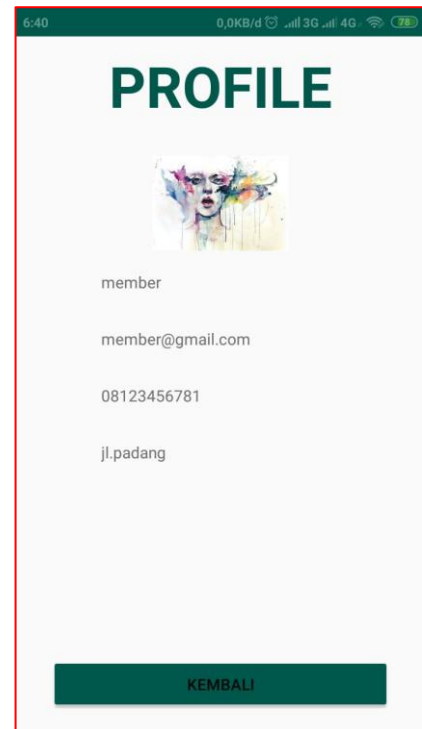 6:40 0,0KB/d 3G 4G 78
PROFILE
member
member@gmail.com
08123456781
jl.padang
KEMBALI